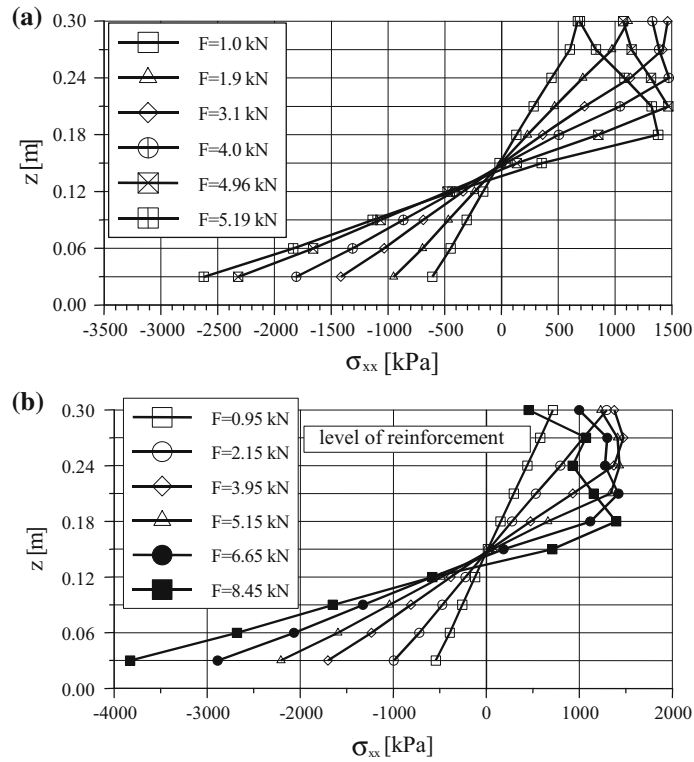 (a)
0.30
0.24
0.18
0.12
0.06
0.00
z [m]
F=1.0 kN
F=1.9 kN
F=3.1 kN
F=4.0 kN
F=4.96 kN
F=5.19 kN
-3500 -3000 -2500 -2000 -1500 -1000 -500 0 500 1000 1500
σxx [kPa]
(b)
0.30
0.24
0.18
0.12
0.06
0.00
z [m]
F=0.95 kN
F=2.15 kN
F=3.95 kN
F=5.15 kN
F=6.65 kN
F=8.45 kN
level of reinforcement
-4000 -3000 -2000 -1000 0 1000 2000
σxx [kPa]